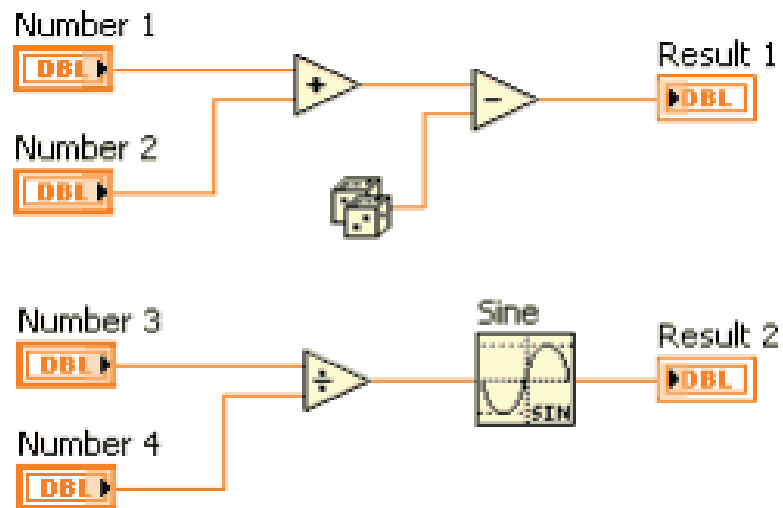 Number 1
DBL
Result 1
DBL
Number 2
DBL
Number 3
DBL
Sine
SIN
Result 2
DBL
Number 4
DBL